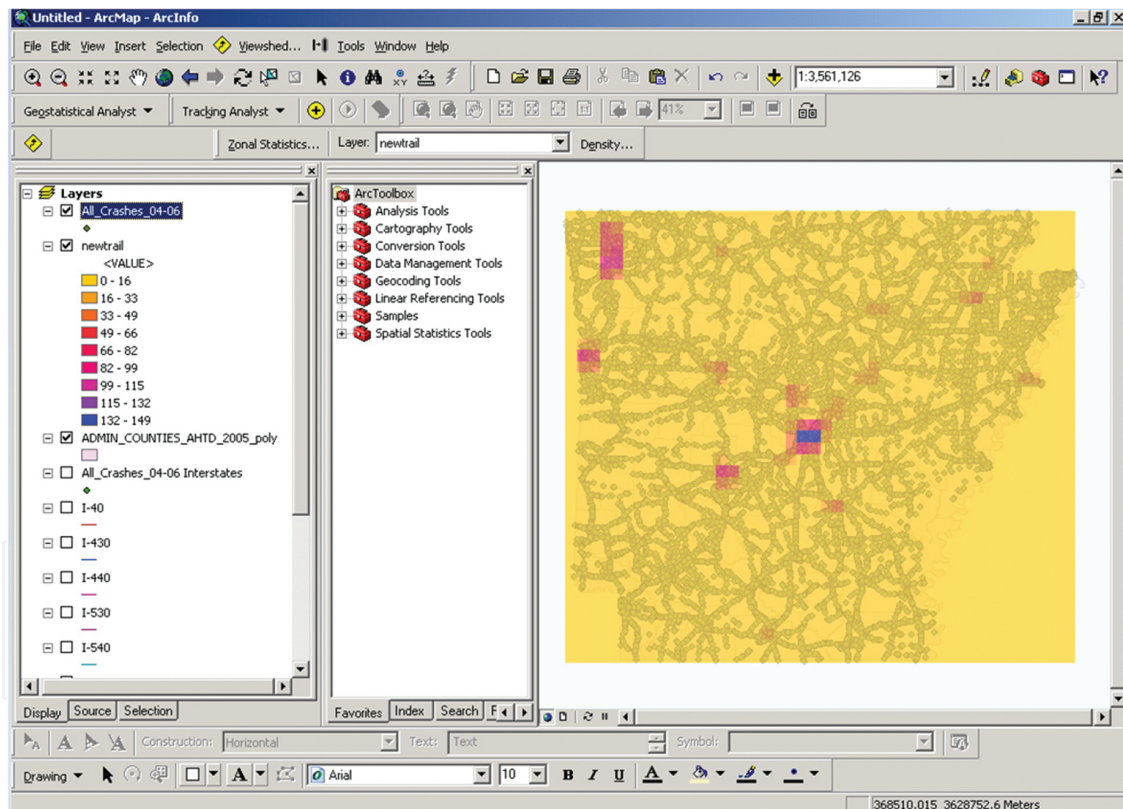 Untitled - ArcMap - ArcInfo
File Edit View Insert Selection Viewshed... Tools Window Help
1:3,561,126
Geostatistical Analyst Tracking Analyst 41%
Zonal Statistics... Layer: newtrail Density...
Layers
All_Crashes_04-06
newtrail
<VALUE>
0 - 16
16 - 33
33 - 49
49 - 66
66 - 82
82 - 99
99 - 115
115 - 132
132 - 149
ADMIN_COUNTIES_AHTD_2005_poly
All_Crashes_04-06 Interstates
I-40
I-430
I-440
I-530
I-540
Display Source Selection
ArcToolbox
Analysis Tools
Cartography Tools
Conversion Tools
Data Management Tools
Geocoding Tools
Linear Referencing Tools
Samples
Spatial Statistics Tools
Favorites Index Search
Construction: Horizontal Text: Text Symbol:
Drawing Arial 10 B I U A
368510.015 3628752.6 Meters